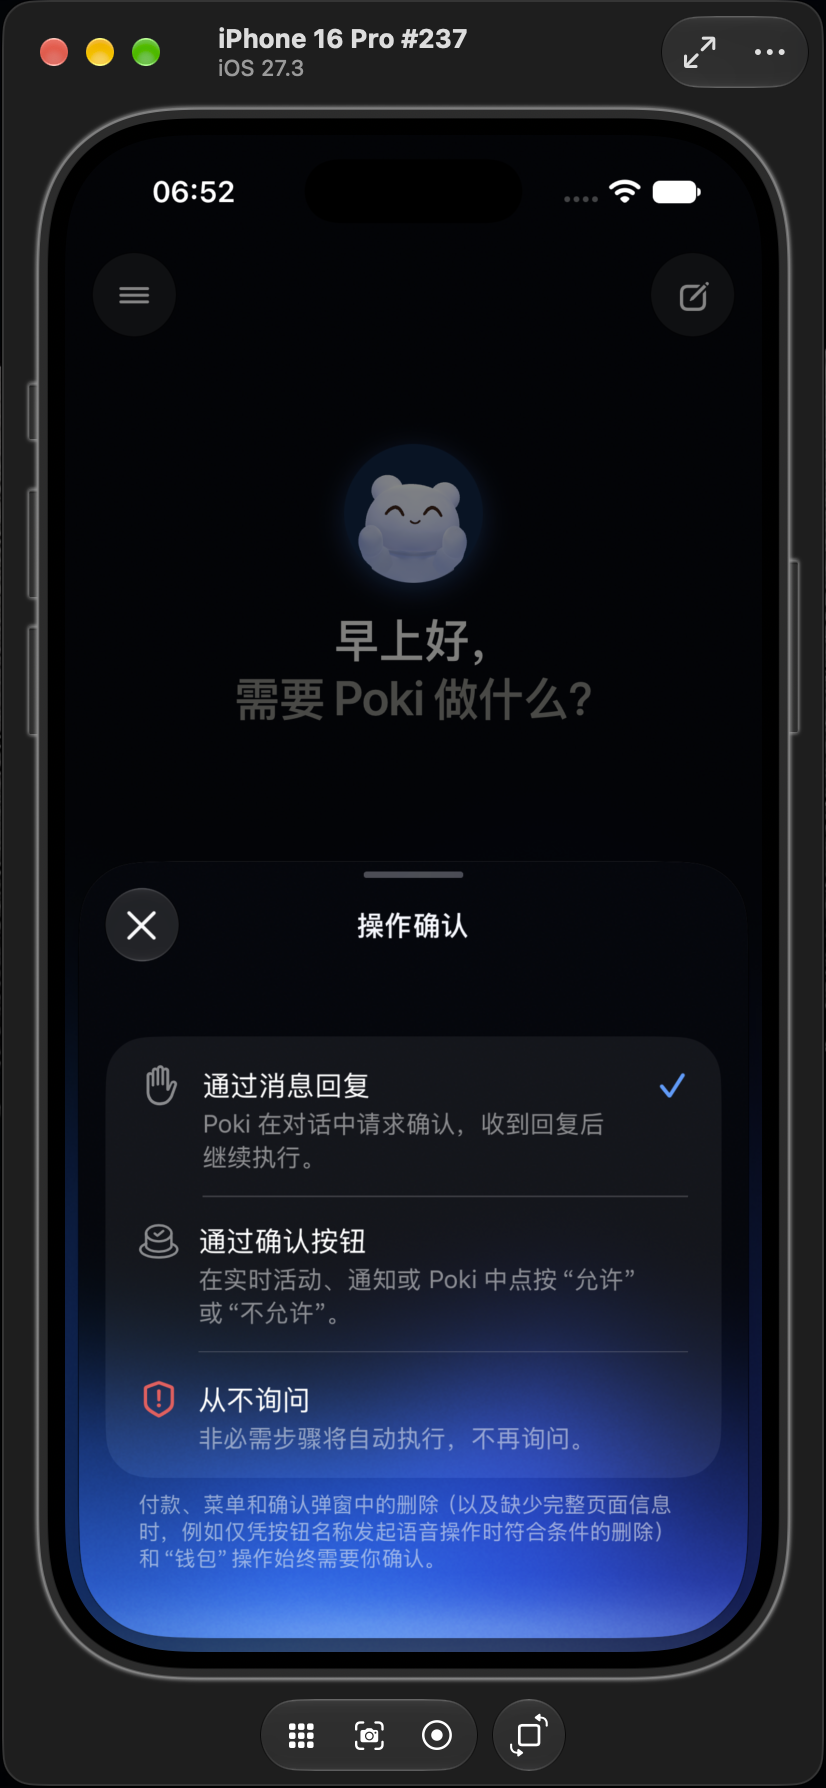 iPhone 16 Pro #237
iOS 27.3
06:52
早上好，
需要 Poki 做什么？
操作确认
通过消息回复
Poki 在对话中请求确认，收到回复后
继续执行。
通过确认按钮
在实时活动、通知或 Poki 中点按 “允许”
或 “不允许”。
从不询问
非必需步骤将自动执行，不再询问。
付款、菜单和确认弹窗中的删除（以及缺少完整页面信息
时，例如仅凭按钮名称发起语音操作时符合条件的删除）
和 “钱包” 操作始终需要你确认。